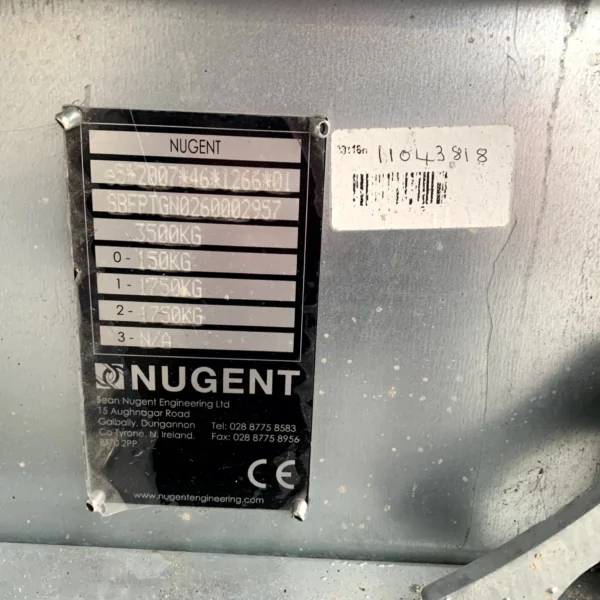 NUGENT
e5*2007*46*1266*01
3500KG
0 - 150KG
1 - 1750KG
2 - 1750KG
3 - N/A
NUGENT
Sean Nugent Engineering Ltd
15 Aughnagar Road
Galbally, Dungannon Tel: 028 8775 8583
Co Tyrone, N. Ireland. Fax: 028 8775 8956
BT70 2PP
CE
www.nugentengineering.com
11043818